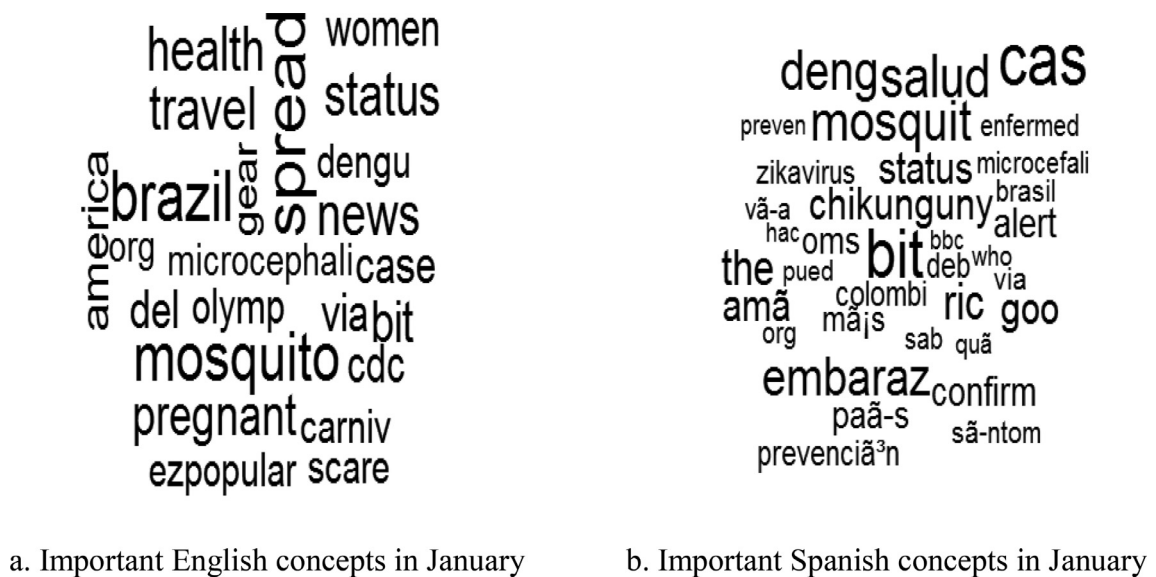 health
spread
women
travel
status
america
brazil
gear
dengu
news
org
microcephali
case
del
olymp
via
bit
mosquito
cdc
pregnant
carniv
ezpopular
scare
deng
salud
cas
preven
mosquit
enfermed
zikavirus
status
microcefali
vã-a
chikunguny
brasil
alert
hac
oms
bit
bbc
deb
who
the
pued
via
amã
colombi
ric
goo
org
mã¡s
sab
quã
embaraz
confirm
paã-s
sã-ntom
prevenciã³n
a. Important English concepts in January
b. Important Spanish concepts in January